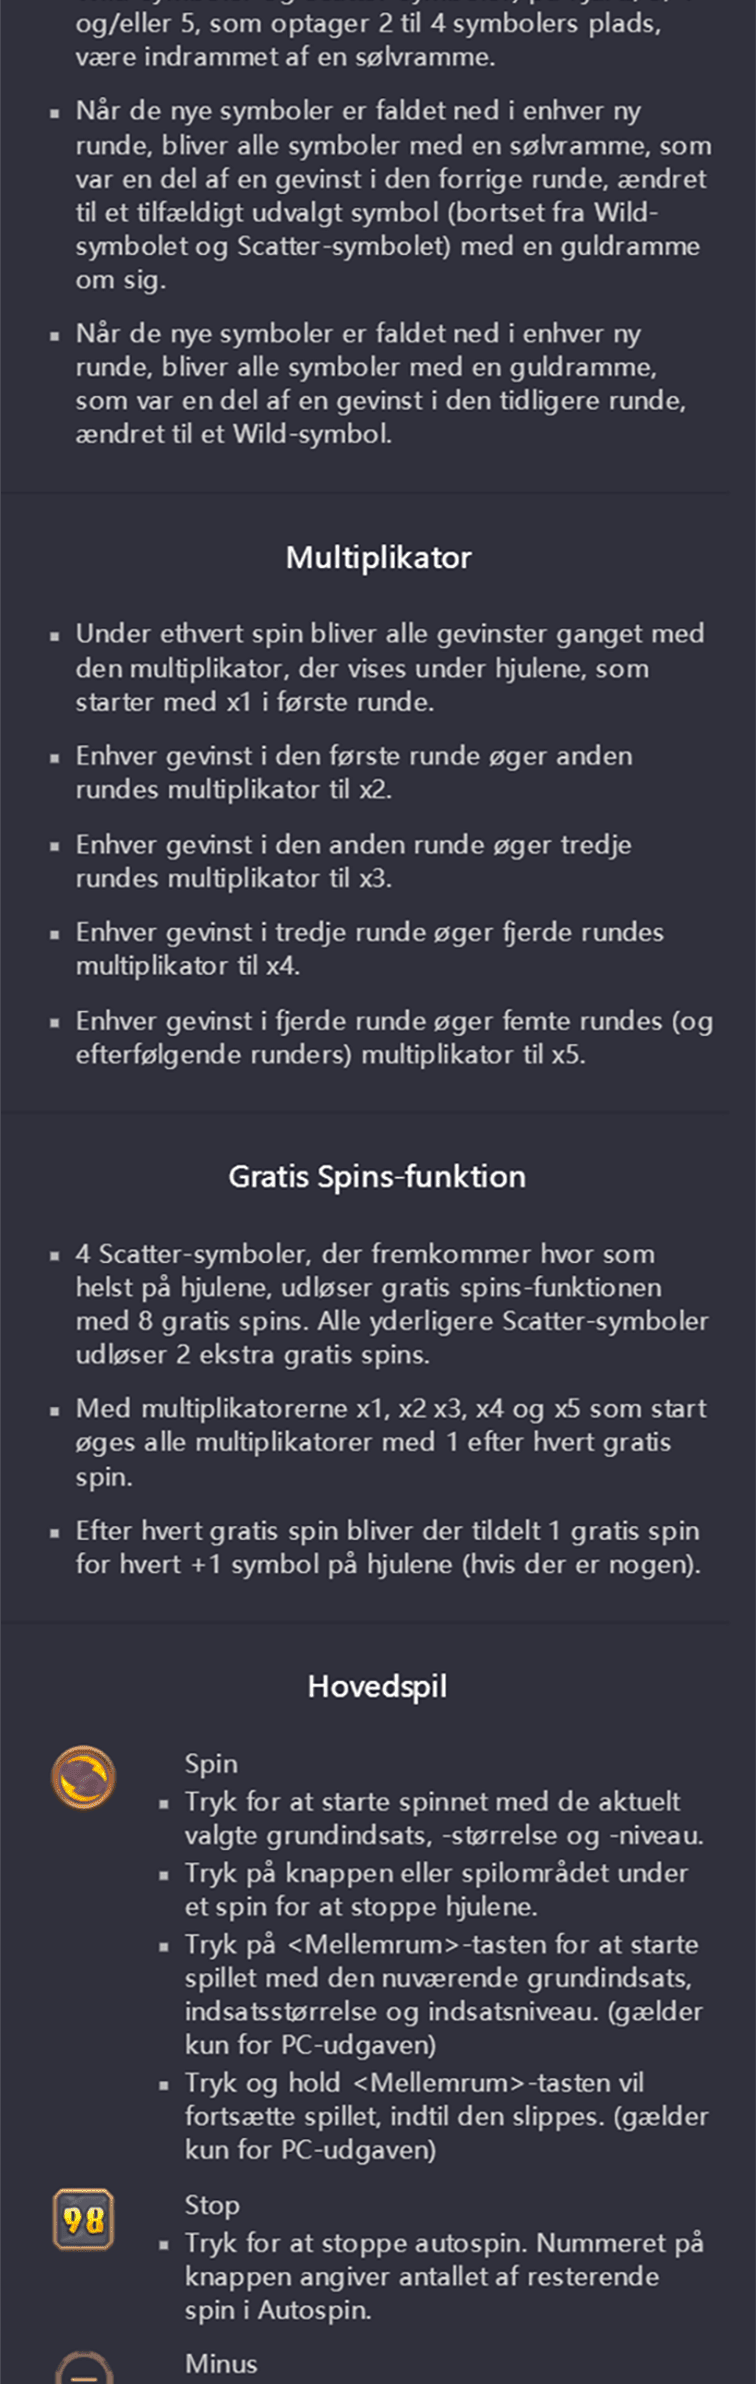 og/eller 5, som optager 2 til 4 symbolers plads,
være indrammet af en sølvramme.
▪ Når de nye symboler er faldet ned i enhver ny
runde, bliver alle symboler med en sølvramme, som
var en del af en gevinst i den forrige runde, ændret
til et tilfældigt udvalgt symbol (bortset fra Wild-
symbolet og Scatter-symbolet) med en guldramme
om sig.
▪ Når de nye symboler er faldet ned i enhver ny
runde, bliver alle symboler med en guldramme,
som var en del af en gevinst i den tidligere runde,
ændret til et Wild-symbol.
Multiplikator
▪ Under ethvert spin bliver alle gevinster ganget med
den multiplikator, der vises under hjulene, som
starter med x1 i første runde.
▪ Enhver gevinst i den første runde øger anden
rundes multiplikator til x2.
▪ Enhver gevinst i den anden runde øger tredje
rundes multiplikator til x3.
▪ Enhver gevinst i tredje runde øger fjerde rundes
multiplikator til x4.
▪ Enhver gevinst i fjerde runde øger femte rundes (og
efterfølgende runders) multiplikator til x5.
Gratis Spins-funktion
▪ 4 Scatter-symboler, der fremkommer hvor som
helst på hjulene, udløser gratis spins-funktionen
med 8 gratis spins. Alle yderligere Scatter-symboler
udløser 2 ekstra gratis spins.
▪ Med multiplikatorerne x1, x2 x3, x4 og x5 som start
øges alle multiplikatorer med 1 efter hvert gratis
spin.
▪ Efter hvert gratis spin bliver der tildelt 1 gratis spin
for hvert +1 symbol på hjulene (hvis der er nogen).
Hovedspil
Spin
▪ Tryk for at starte spinnet med de aktuelt
valgte grundindsats, -størrelse og -niveau.
▪ Tryk på knappen eller spilområdet under
et spin for at stoppe hjulene.
▪ Tryk på <Mellemrum>-tasten for at starte
spillet med den nuværende grundindsats,
indsatsstørrelse og indsatsniveau. (gælder
kun for PC-udgaven)
▪ Tryk og hold <Mellemrum>-tasten vil
fortsætte spillet, indtil den slippes. (gælder
kun for PC-udgaven)
98
Stop
▪ Tryk for at stoppe autospin. Nummeret på
knappen angiver antallet af resterende
spin i Autospin.
Minus